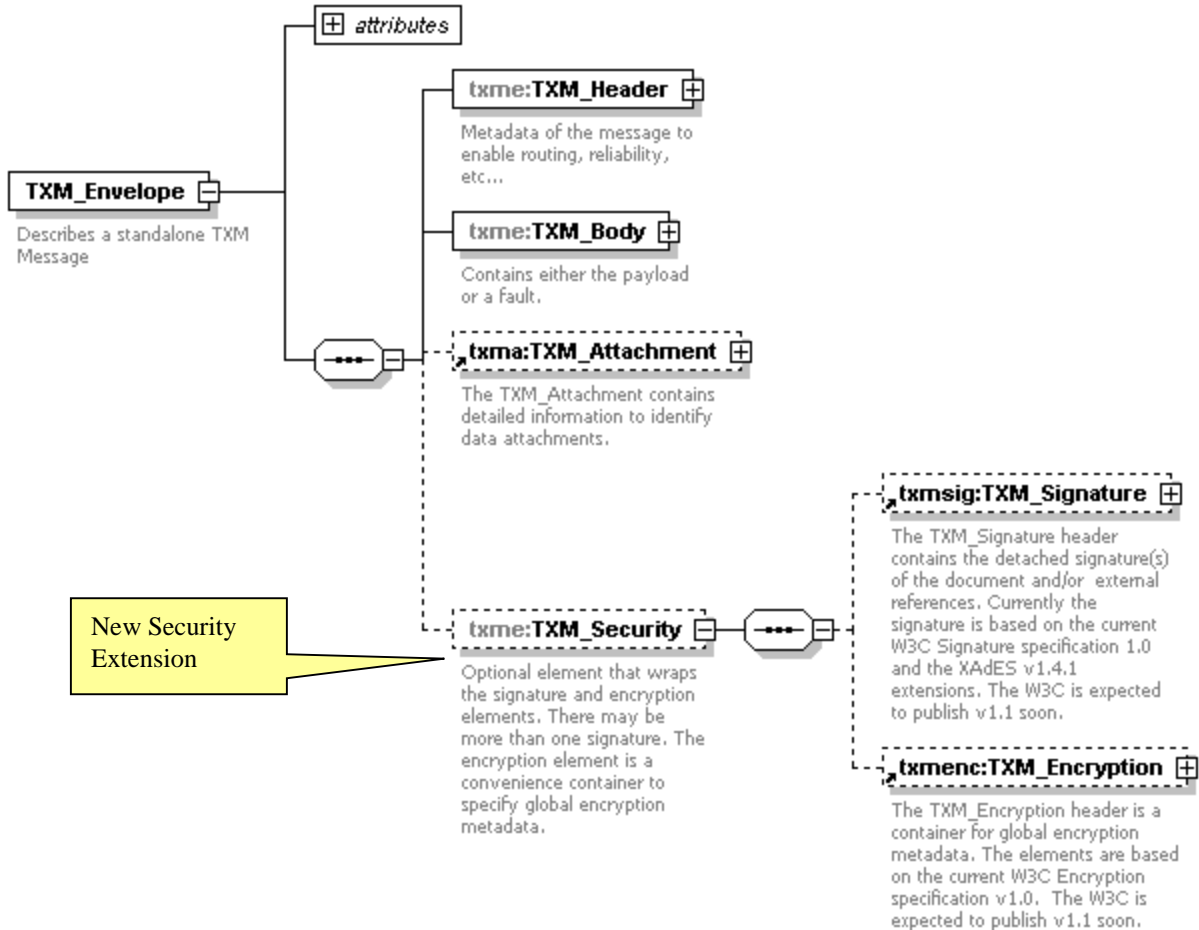 attributes
txme:TXM_Header
Metadata of the message to
enable routing, reliability,
etc...
TXM_Envelope
Describes a standalone TXM
Message
txme:TXM_Body
Contains either the payload
or a fault.
txma:TXM_Attachment
The TXM_Attachment contains
detailed information to identify
data attachments.
New Security
Extension
txme:TXM_Security
Optional element that wraps
the signature and encryption
elements. There may be
more than one signature. The
encryption element is a
convenience container to
specify global encryption
metadata.
txmsig:TXM_Signature
The TXM_Signature header
contains the detached signature(s)
of the document and/or external
references. Currently the
signature is based on the current
W3C Signature specification 1.0
and the XAdES v1.4.1
extensions. The W3C is expected
to publish v1.1 soon.
txmenc:TXM_Encryption
The TXM_Encryption header is a
container for global encryption
metadata. The elements are based
on the current W3C Encryption
specification v1.0. The W3C is
expected to publish v1.1 soon.